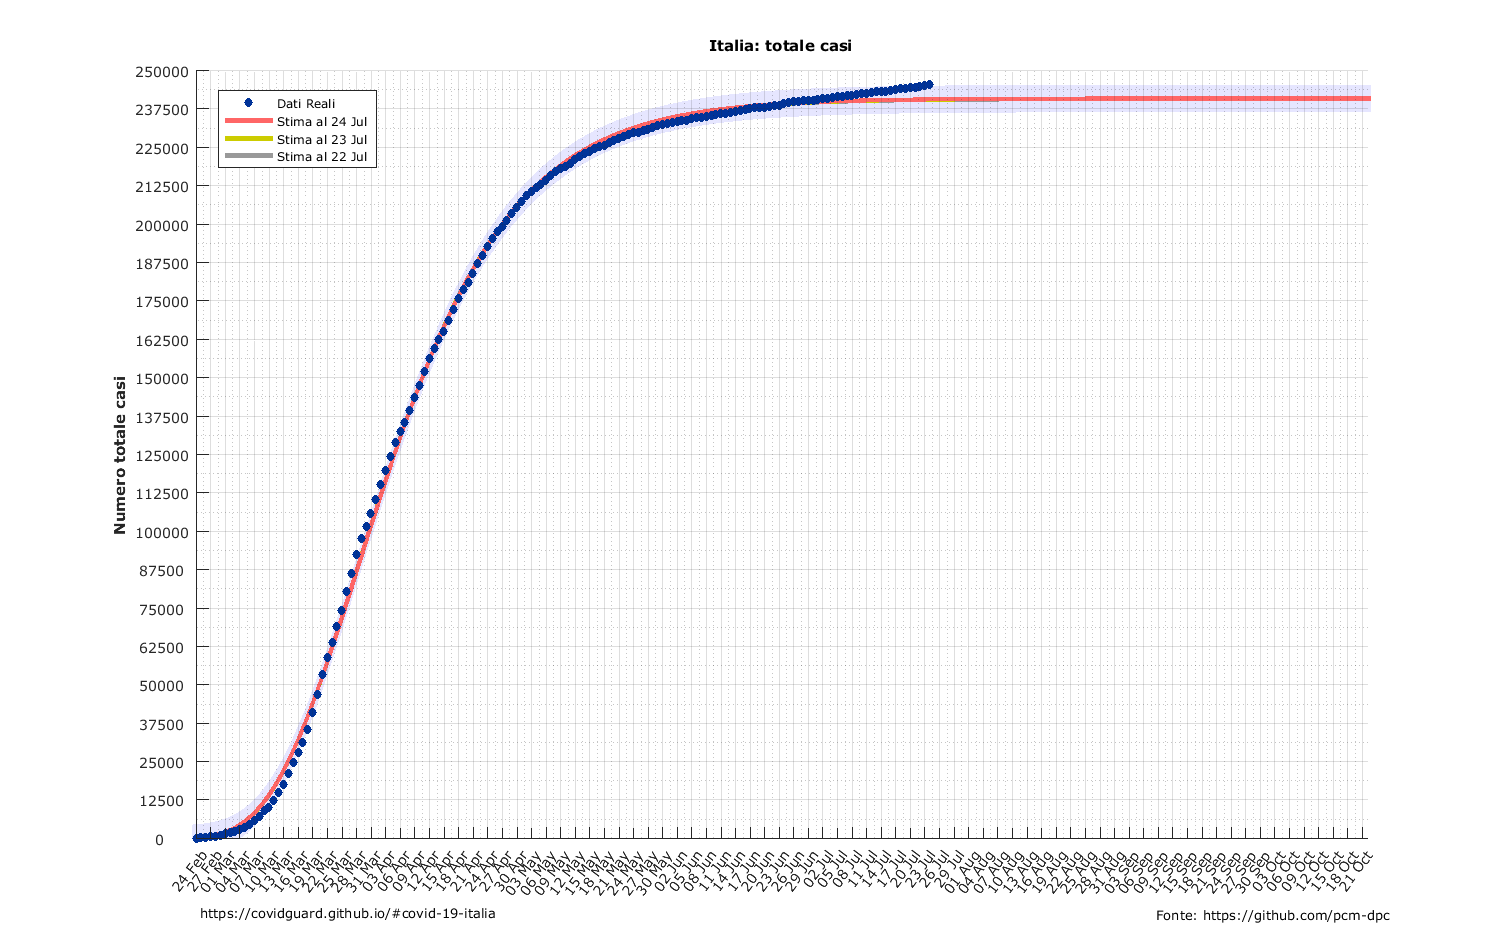 Italia: totale casi
250000
237500
225000
212500
200000
187500
175000
162500
150000
137500
125000
112500
100000
87500
75000
62500
50000
37500
25000
12500
0
Numero totale casi
Dati Reali
Stima al 24 Jul
Stima al 23 Jul
Stima al 22 Jul
24 Feb
27 Feb
01 Mar
04 Mar
07 Mar
10 Mar
13 Mar
16 Mar
19 Mar
22 Mar
25 Mar
28 Mar
31 Mar
03 Apr
06 Apr
09 Apr
12 Apr
15 Apr
18 Apr
21 Apr
24 Apr
27 Apr
30 Apr
03 May
06 May
09 May
12 May
15 May
18 May
21 May
24 May
27 May
30 May
02 Jun
05 Jun
08 Jun
11 Jun
14 Jun
17 Jun
20 Jun
23 Jun
26 Jun
29 Jun
02 Jul
05 Jul
08 Jul
11 Jul
14 Jul
17 Jul
20 Jul
23 Jul
26 Jul
29 Jul
01 Aug
04 Aug
07 Aug
10 Aug
13 Aug
16 Aug
19 Aug
22 Aug
25 Aug
28 Aug
31 Aug
03 Sep
06 Sep
09 Sep
12 Sep
15 Sep
18 Sep
21 Sep
24 Sep
27 Sep
30 Sep
03 Oct
06 Oct
09 Oct
12 Oct
15 Oct
18 Oct
21 Oct
https://covidguard.github.io/#covid-19-italia
Fonte: https://github.com/pcm-dpc